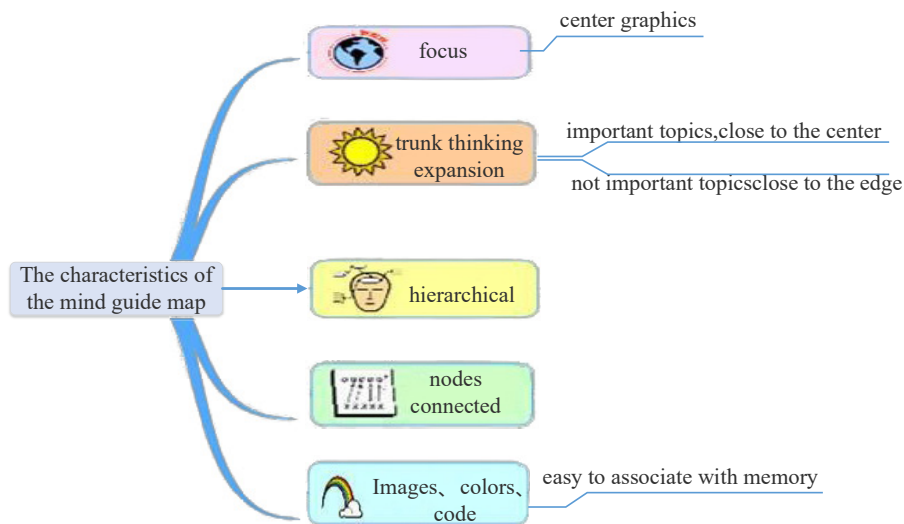 center graphics
focus
trunk thinking
expansion
important topics,close to the center
not important topicsclose to the edge
The characteristics of
the mind guide map
hierarchical
nodes
connected
Images、colors、
code
easy to associate with memory